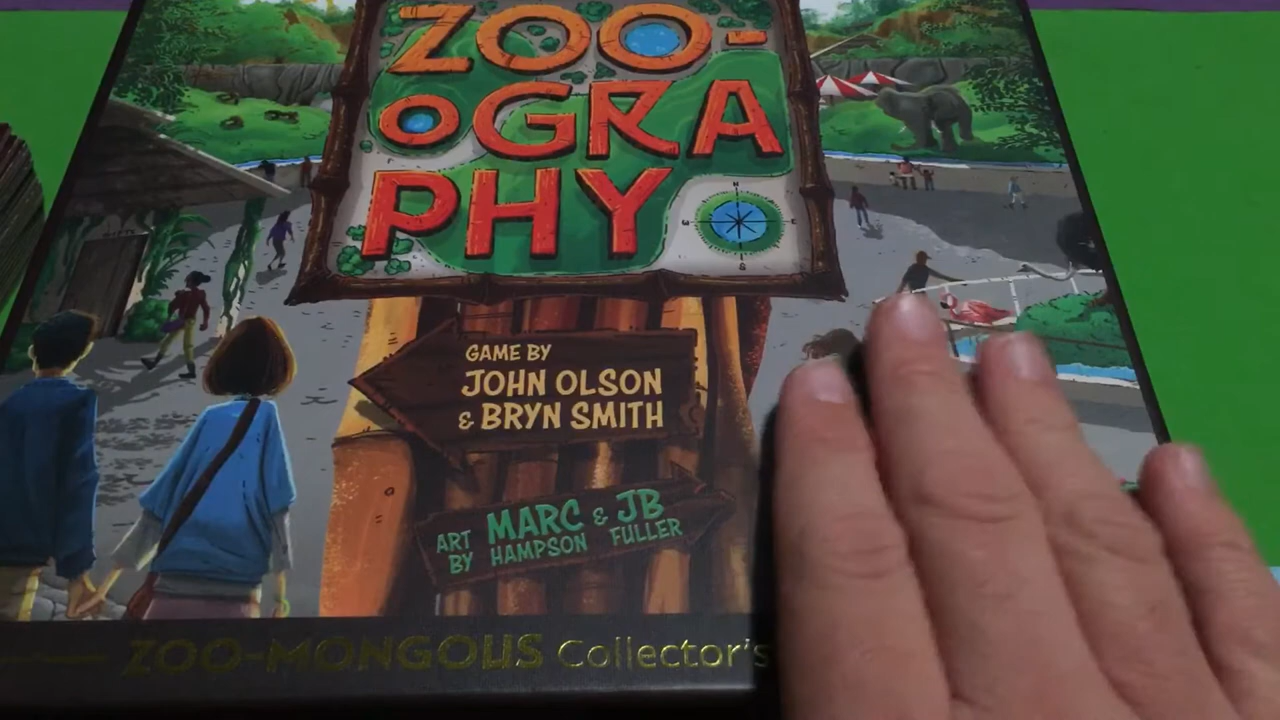 ZOO-
OGRA
PHY
GAME BY
JOHN OLSON
& BRYN SMITH
ART BY MARC HAMPSON & JB FULLER
ZOO-MONGOUS Collector's